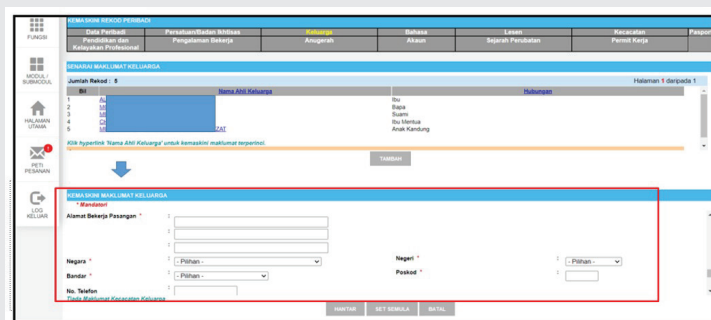 KEMASKINI REKOD PERIBADI
Data Peribadi Persatuan/Badan Ikhtisas Keluarga Bahasa Lesen Kecacatan Paspor
Pendidikan dan Kelayakan Profesional Pengalaman Bekerja Anugerah Akaun Sejarah Perubatan Permit Kerja
FUNGSI
MODUL / SUBMODUL
HALAMAN UTAMA
PETI PESANAN
LOG KELUAR
SENARAI MAKLUMAT KELUARGA
Jumlah Rekod : 5 Halaman 1 daripada 1
Bil Nama Ahli Keluarga Hubungan
1 Ibu
2 Bapa
3 Suami
4 Ibu Mentua
5 ZAT Anak Kandung
Klik hyperlink 'Nama Ahli Keluarga' untuk kemaskini maklumat terperinci.
TAMBAH
KEMASKINI MAKLUMAT KELUARGA
* Mandatori
Alamat Bekerja Pasangan * :
:
:
Negara * : - Pilihan - Negeri * : - Pilihan -
Bandar * : - Pilihan - Poskod * :
No. Telefon :
Tiada Maklumat Kecacatan Keluarga
HANTAR SET SEMULA BATAL